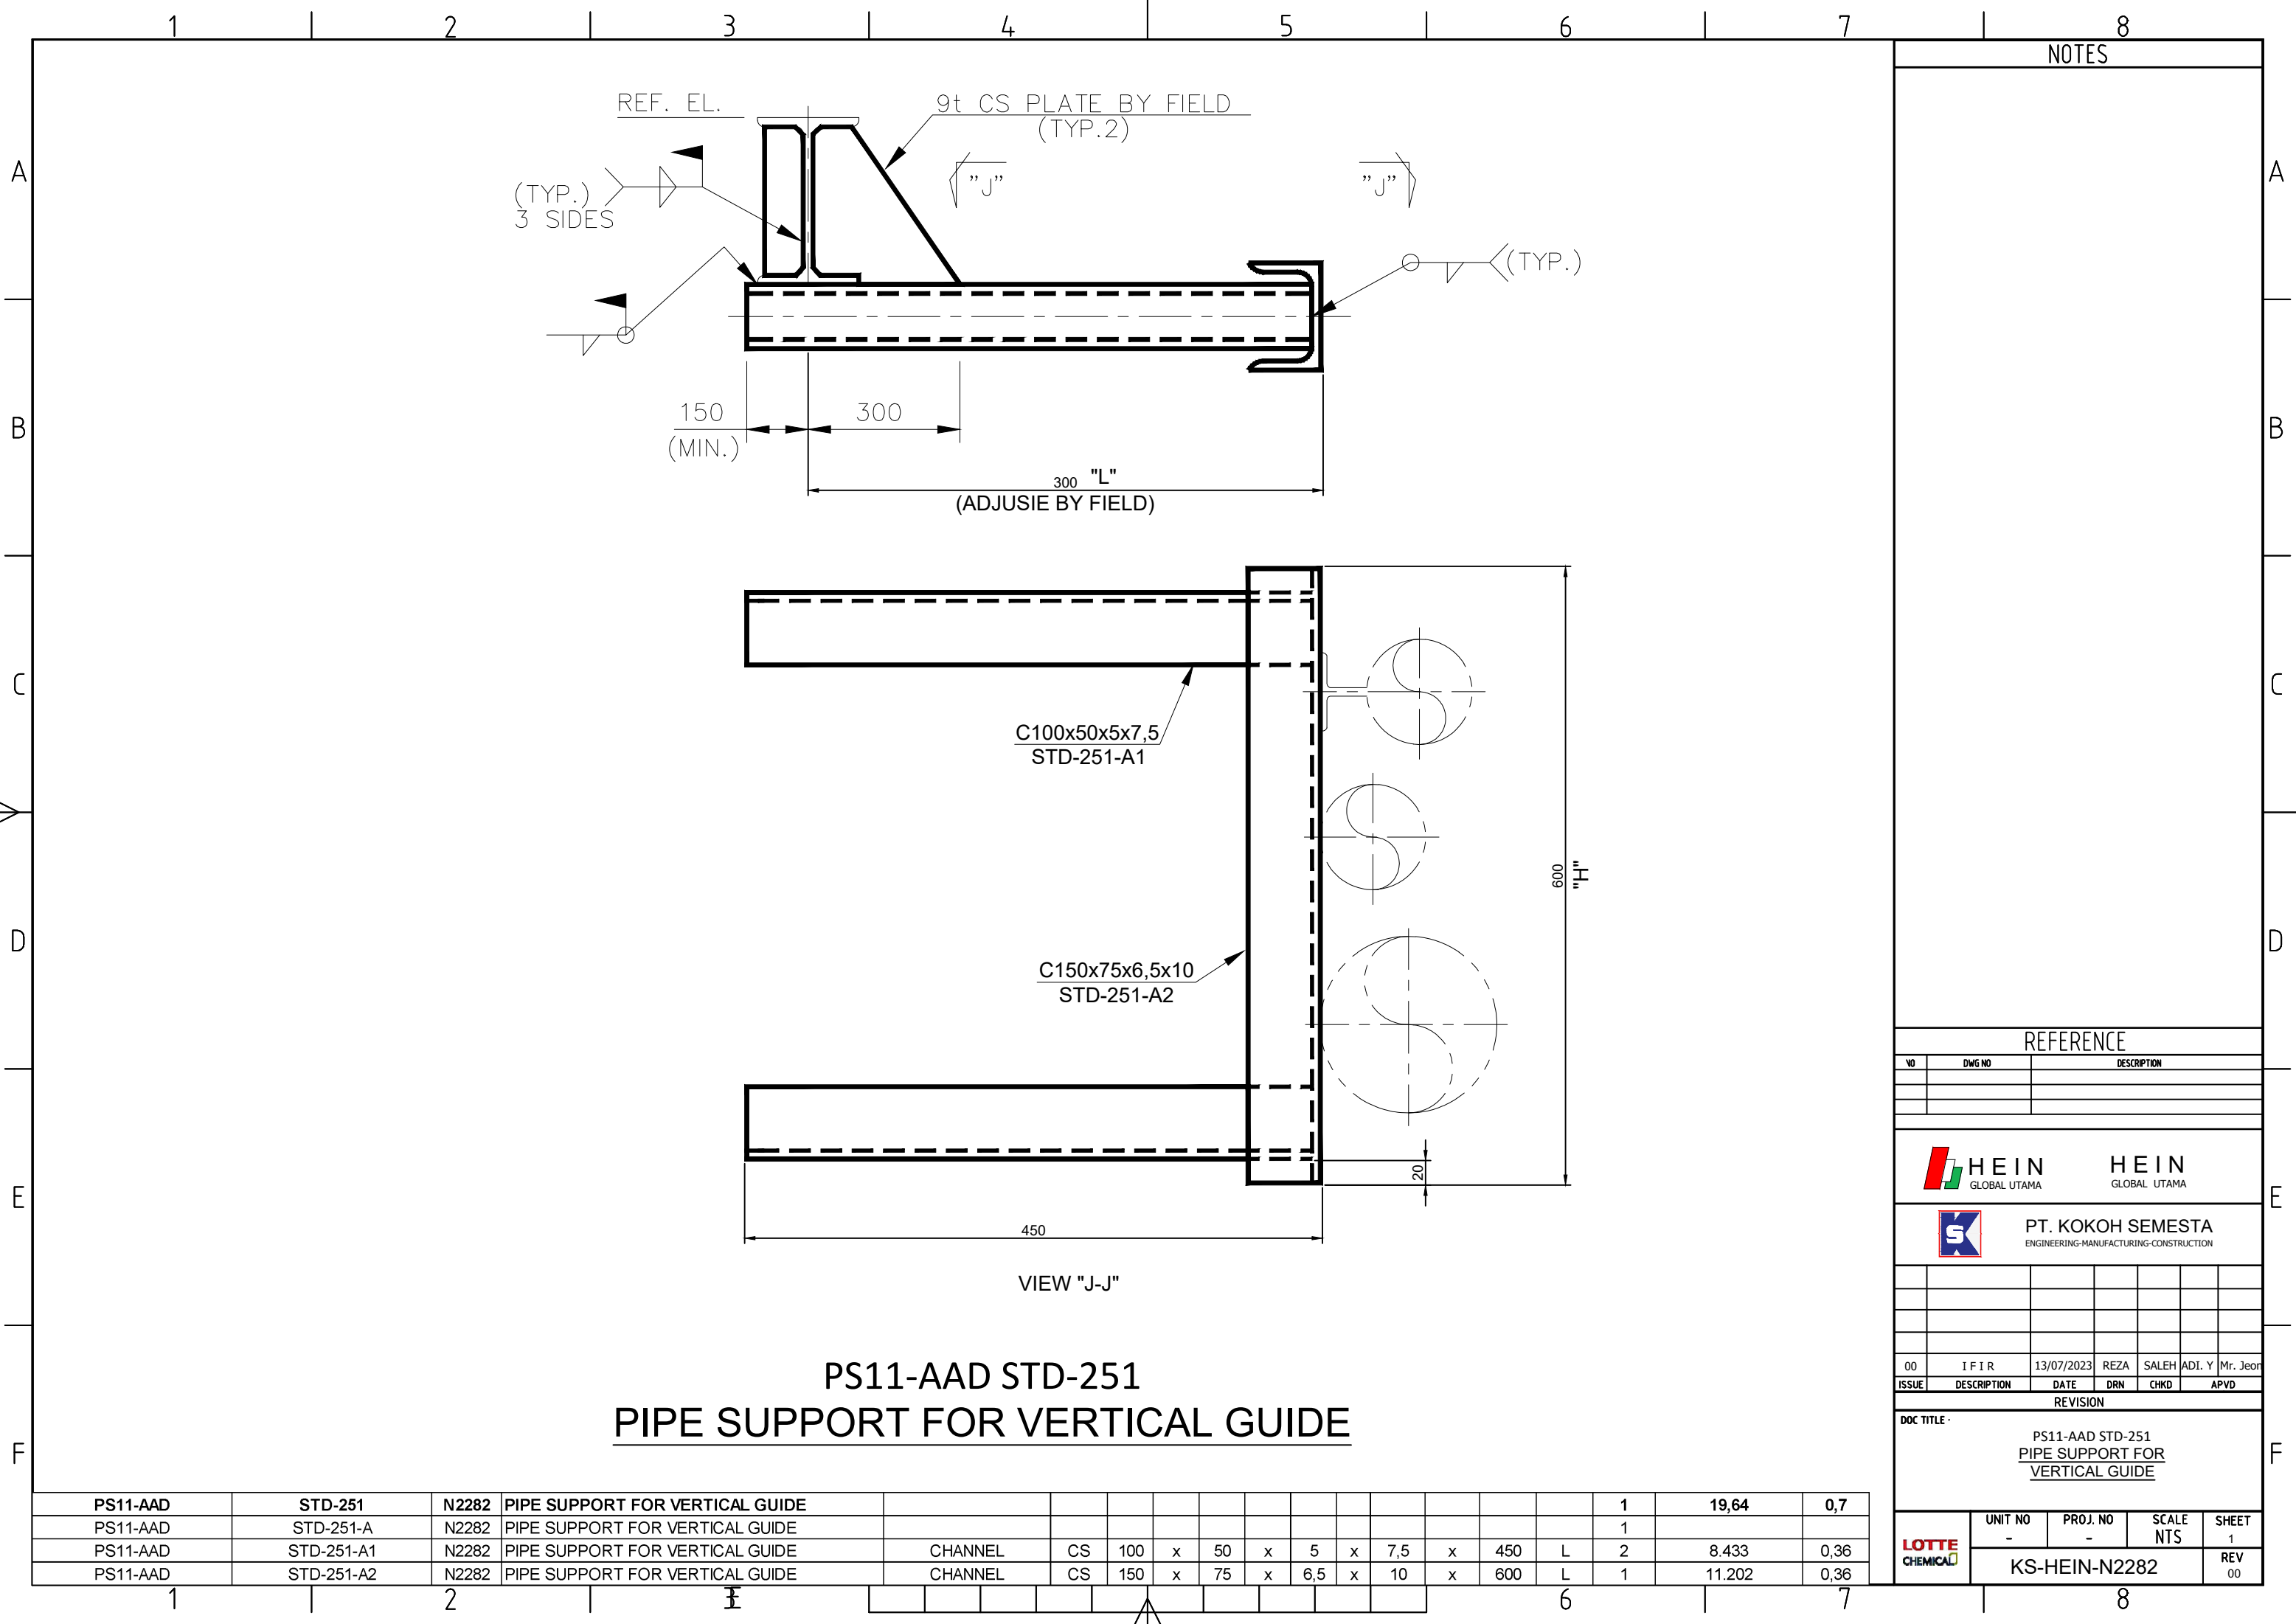 1 2 3 4 5 6 7 8
NOTES
REF. EL.
9t CS PLATE BY FIELD
(TYP.2)
A
A
"J"
"J"
(TYP.)
3 SIDES
(TYP.)
B
B
150
(MIN.)
300
300 "L"
(ADJUSIE BY FIELD)
C
C
C100x50x5x7,5
STD-251-A1
600
"H"
D
D
C150x75x6,5x10
STD-251-A2
20
E
E
450
VIEW "J-J"
PS11-AAD STD-251
PIPE SUPPORT FOR VERTICAL GUIDE
F
F
REFERENCE
NO DWG NO DESCRIPTION
HEIN
GLOBAL UTAMA
HEIN
GLOBAL UTAMA
SK
PT. KOKOH SEMESTA
ENGINEERING-MANUFACTURING-CONSTRUCTION
00 IFIR 13/07/2023 REZA SALEH ADI. Y Mr. Jeon
ISSUE DESCRIPTION DATE DRN CHKD APVD
REVISION
DOC TITLE :
PS11-AAD STD-251
PIPE SUPPORT FOR
VERTICAL GUIDE
UNIT NO PROJ. NO SCALE SHEET
- - NTS 1
LOTTE
CHEMICAL
KS-HEIN-N2282
REV
00
PS11-AAD STD-251 N2282 PIPE SUPPORT FOR VERTICAL GUIDE 1 19,64 0,7
PS11-AAD STD-251-A N2282 PIPE SUPPORT FOR VERTICAL GUIDE 1
PS11-AAD STD-251-A1 N2282 PIPE SUPPORT FOR VERTICAL GUIDE CHANNEL CS 100 x 50 x 5 x 7,5 x 450 L 2 8.433 0,36
PS11-AAD STD-251-A2 N2282 PIPE SUPPORT FOR VERTICAL GUIDE CHANNEL CS 150 x 75 x 6,5 x 10 x 600 L 1 11.202 0,36
1 2 3 6 7 8